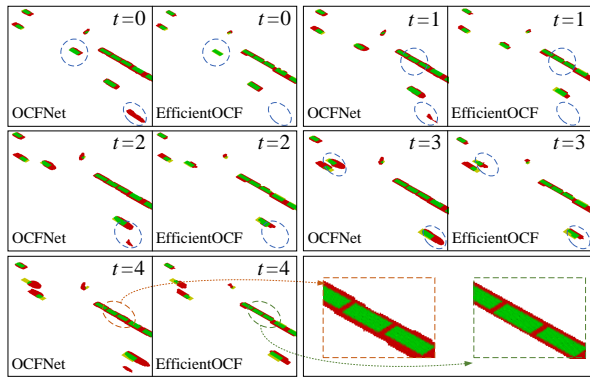 t=0
t=0
t=1
t=1
OCFNet
EfficientOCF
OCFNet
EfficientOCF
t=2
t=2
t=3
t=3
OCFNet
EfficientOCF
OCFNet
EfficientOCF
t=4
t=4
OCFNet
EfficientOCF